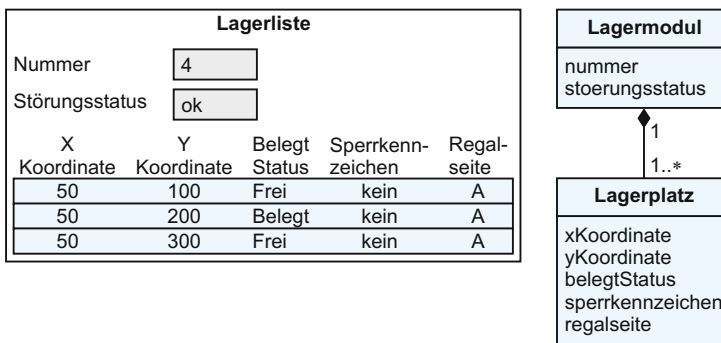 Lagerliste
Nummer 4
Störungsstatus ok
X Y Belegt Sperrkenn- Regal-
Koordinate Koordinate Status zeichen seite
50 100 Frei kein A
50 200 Belegt kein A
50 300 Frei kein A
Lagermodul
nummer
stoerungsstatus
1
1..*
Lagerplatz
xKoordinate
yKoordinate
belegtStatus
sperrkennzeichen
regalseite